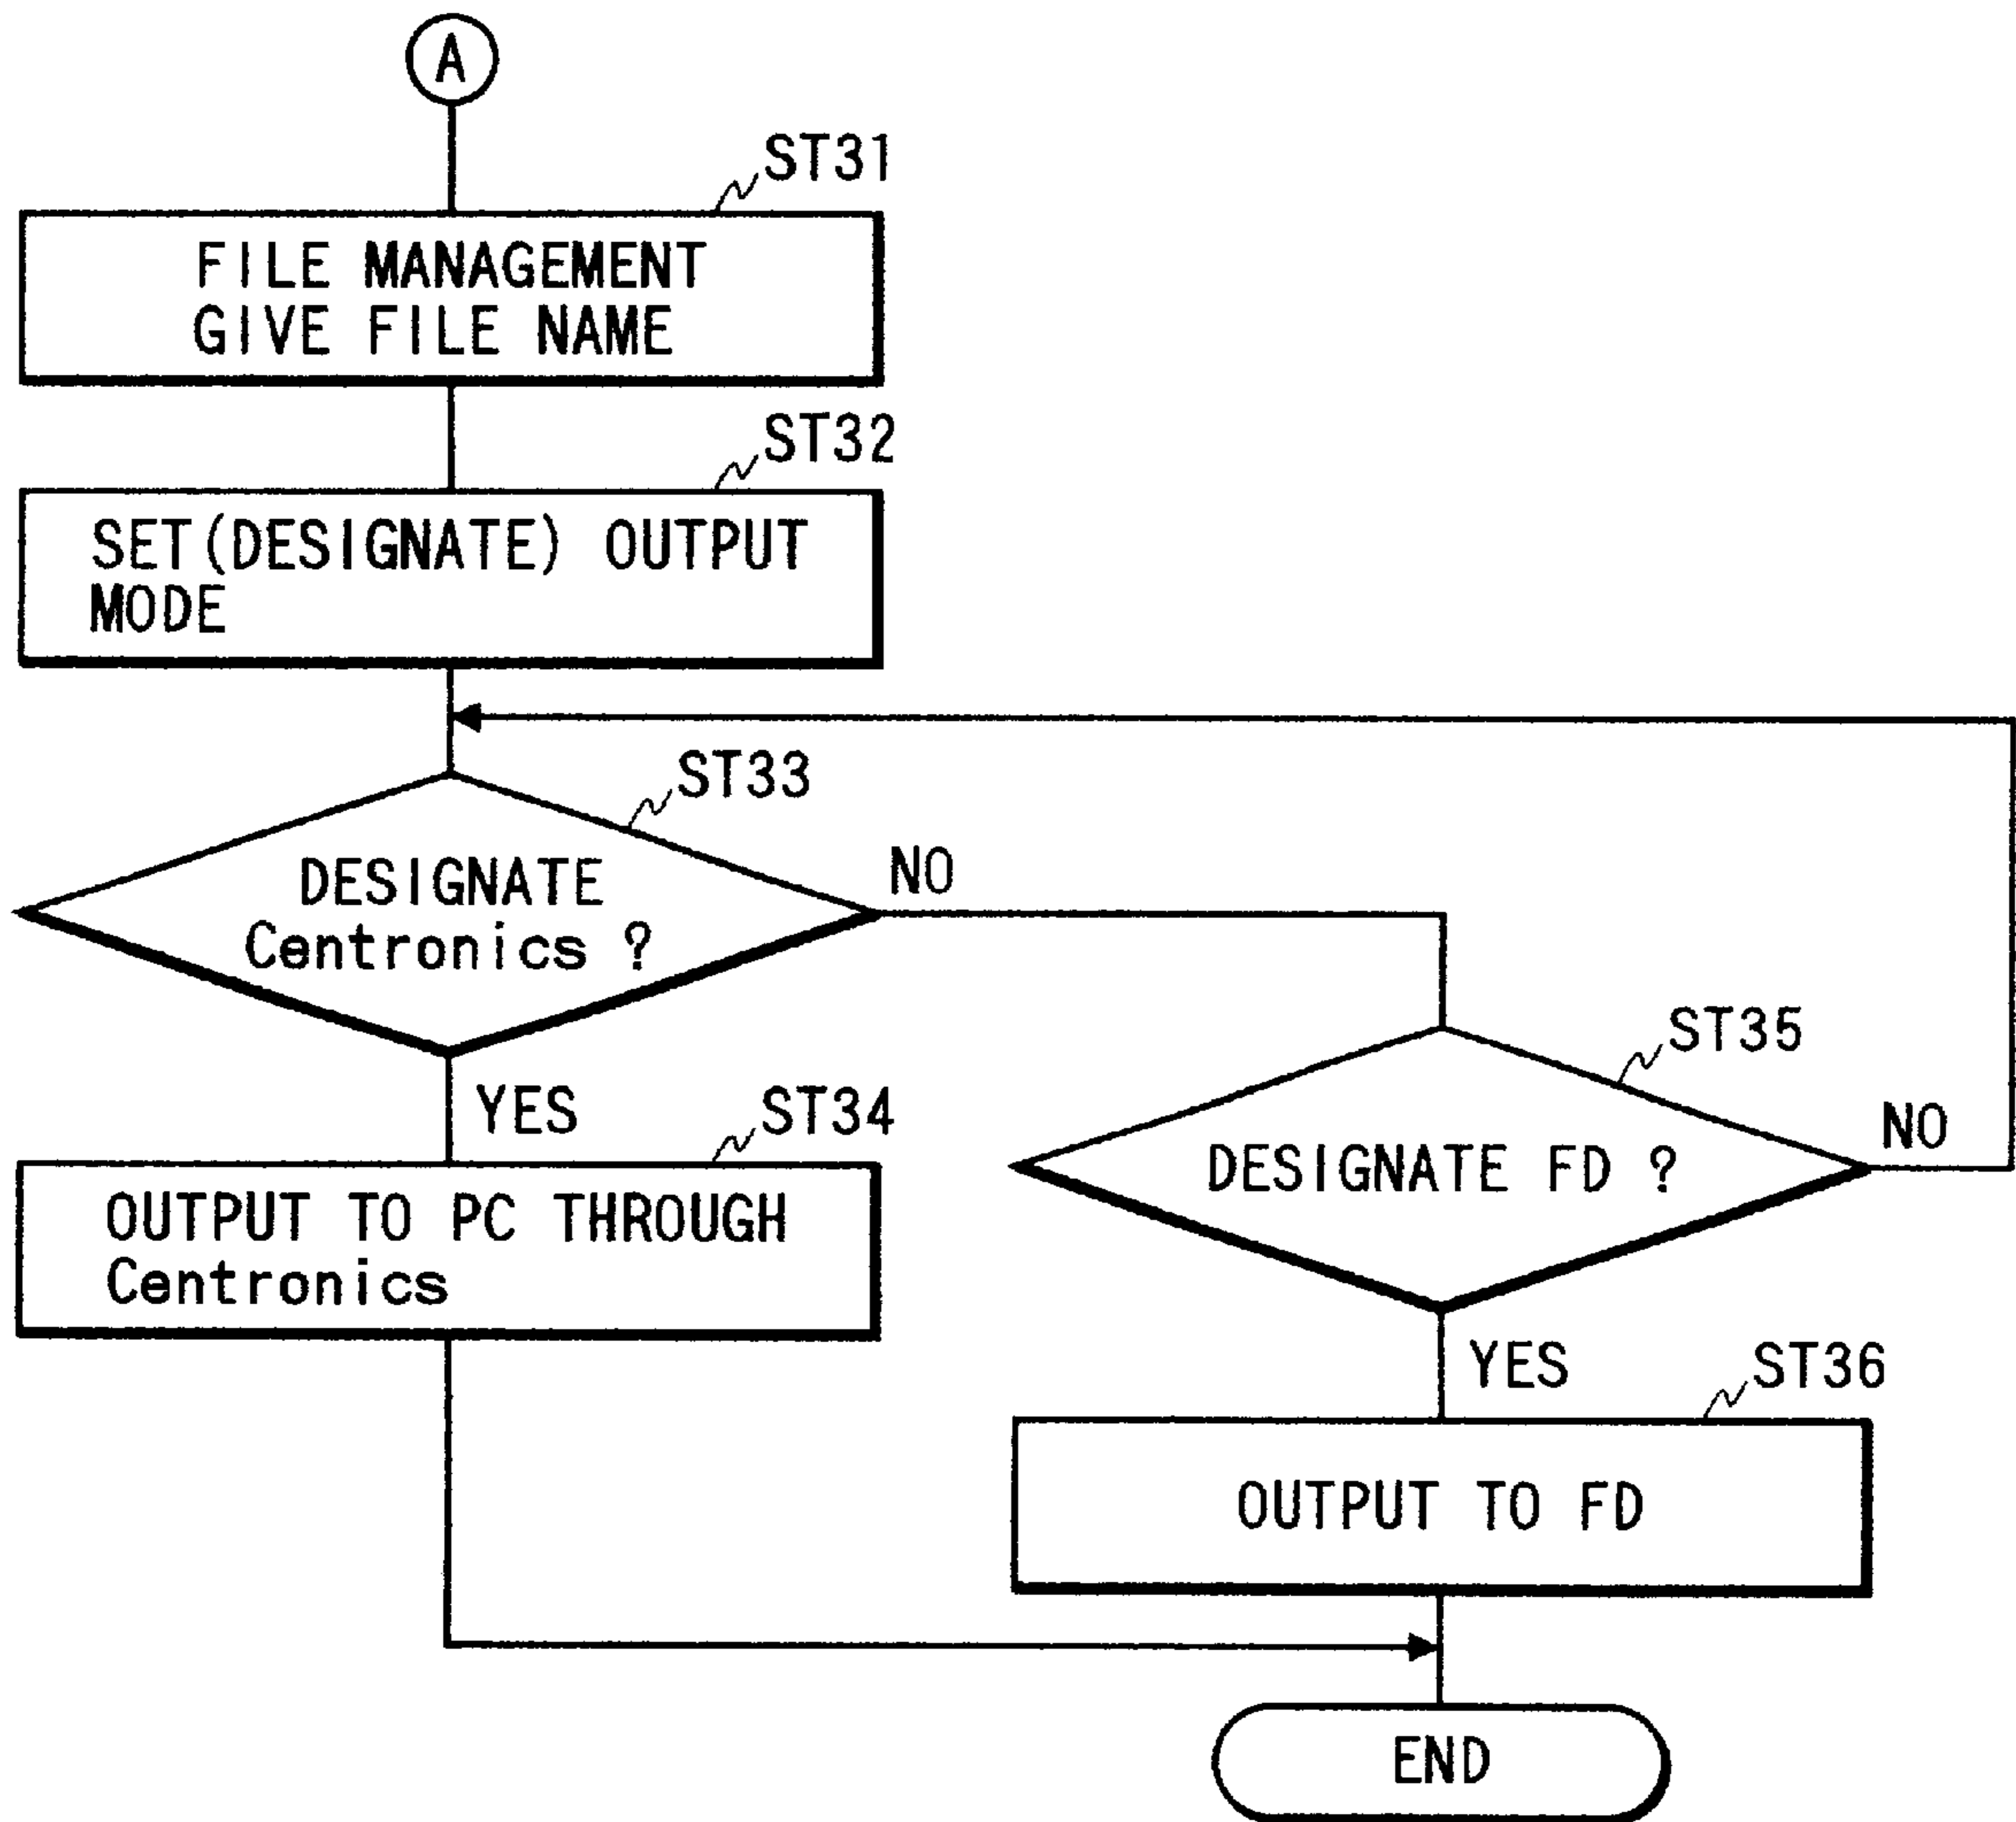 A
ST31
FILE MANAGEMENT
GIVE FILE NAME
ST32
SET(DESIGNATE) OUTPUT
MODE
ST33
DESIGNATE
Centronics ?
NO
YES
ST34
OUTPUT TO PC THROUGH
Centronics
ST35
DESIGNATE FD ?
NO
YES
ST36
OUTPUT TO FD
END